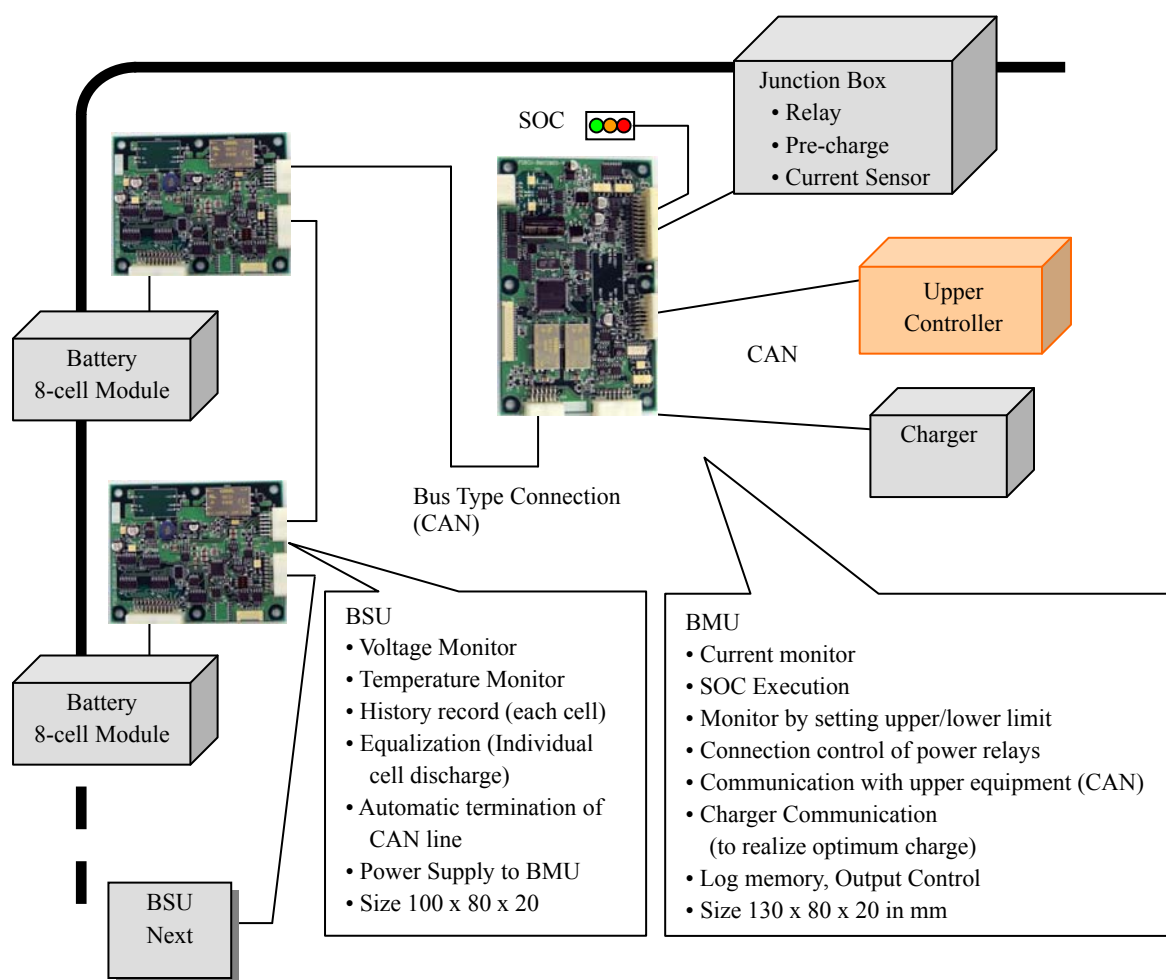 Junction Box
• Relay
• Pre-charge
• Current Sensor
SOC
Upper
Controller
CAN
Battery
8-cell Module
Charger
Bus Type Connection
(CAN)
BSU
• Voltage Monitor
• Temperature Monitor
• History record (each cell)
• Equalization (Individual
cell discharge)
• Automatic termination of
CAN line
• Power Supply to BMU
• Size 100 x 80 x 20
BMU
• Current monitor
• SOC Execution
• Monitor by setting upper/lower limit
• Connection control of power relays
• Communication with upper equipment (CAN)
• Charger Communication
(to realize optimum charge)
• Log memory, Output Control
• Size 130 x 80 x 20 in mm
Battery
8-cell Module
BSU
Next